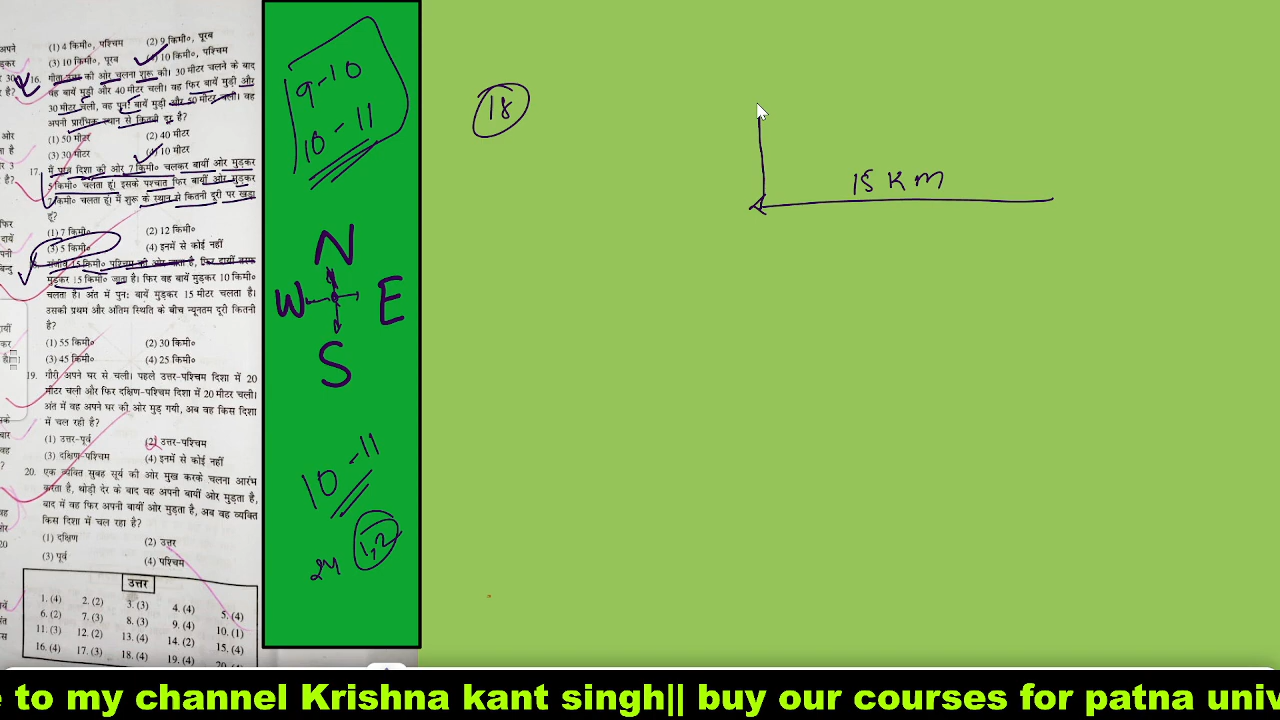 अपने
(1) 4 किमी०, पश्चिम (2) 9 किमी०, पूरब
(3) 10 किमी०, पूरब 10 किमी०, पश्चिम
16. की ओर चलना शुरू की। 30 मीटर चलने के बाद
वह बायें मुड़ी और 40 मीटर चली। वह फिर बायें मुड़ी और
30 मीटर चली, वह पुनः बायें मुड़ी और 50 मीटर चली। वह
अपनी प्रारंभिक स्थान से कितनी दूर है?
(1) 50 मीटर (2) 40 मीटर
(3) 30 मीटर (4) 10 मीटर
17. मैं दिशा की ओर 7 किमी० चलकर बायीं ओर मुड़कर
5 किमी० चलता हूं। इसके पश्चात फिर बायीं ओर मुड़कर
किमी० चलता हूं। मैं शुरू के स्थान से कितनी दूरी पर खड़ा
हूं?
(1) 7 किमी० (2) 12 किमी०
(3) 5 किमी० (4) इनमें से कोई नहीं
15 किमी० पश्चिम की ओर जाता है, फिर दायीं तरफ
मुड़कर 15 किमी० जाता है। फिर वह बायें मुड़कर 10 किमी०
चलता है। अंत में पुनः बायें मुड़कर 15 मीटर चलता है।
उसकी प्रथम और अंतिम स्थिति के बीच न्यूनतम दूरी कितनी
है?
(1) 55 किमी० (2) 30 किमी०
(3) 45 किमी० (4) 25 किमी०
19. गौरी अपने घर से चली। पहले उत्तर-पश्चिम दिशा में 20
मीटर चली और फिर दक्षिण-पश्चिम दिशा में 20 मीटर चली।
अंत में वह अपने घर की ओर मुड़ गयी, अब वह किस दिशा
में चल रही है?
(1) उत्तर-पूर्व (2) उत्तर-पश्चिम
(3) दक्षिण-पश्चिम (4) इनमें से कोई नहीं
20. एक व्यक्ति सुबह सूर्य की ओर मुख करके चलना आरंभ
करता है, थोड़ी देर के बाद वह अपनी बायीं ओर मुड़ता है,
बाद में वह फिर अपनी बायीं ओर मुड़ता है, अब वह व्यक्ति
किस दिशा में चल रहा है?
(1) दक्षिण (2) उत्तर
(3) पूर्व (4) पश्चिम
उत्तर
1. (4) 2. (2) 3. (3) 4. (4) 5. (4)
6. (2) 7. (3) 8. (3) 9. (4) 10. (1)
11. (3) 12. (2) 13. (4) 14. (2) 15. (4)
16. (4) 17. (3) 18. (4) 19. (4)
9-10
10-11
N
W E
S
10-11
1,2
18
15 Km
e to my channel Krishna kant singh|| buy our courses for patna univ